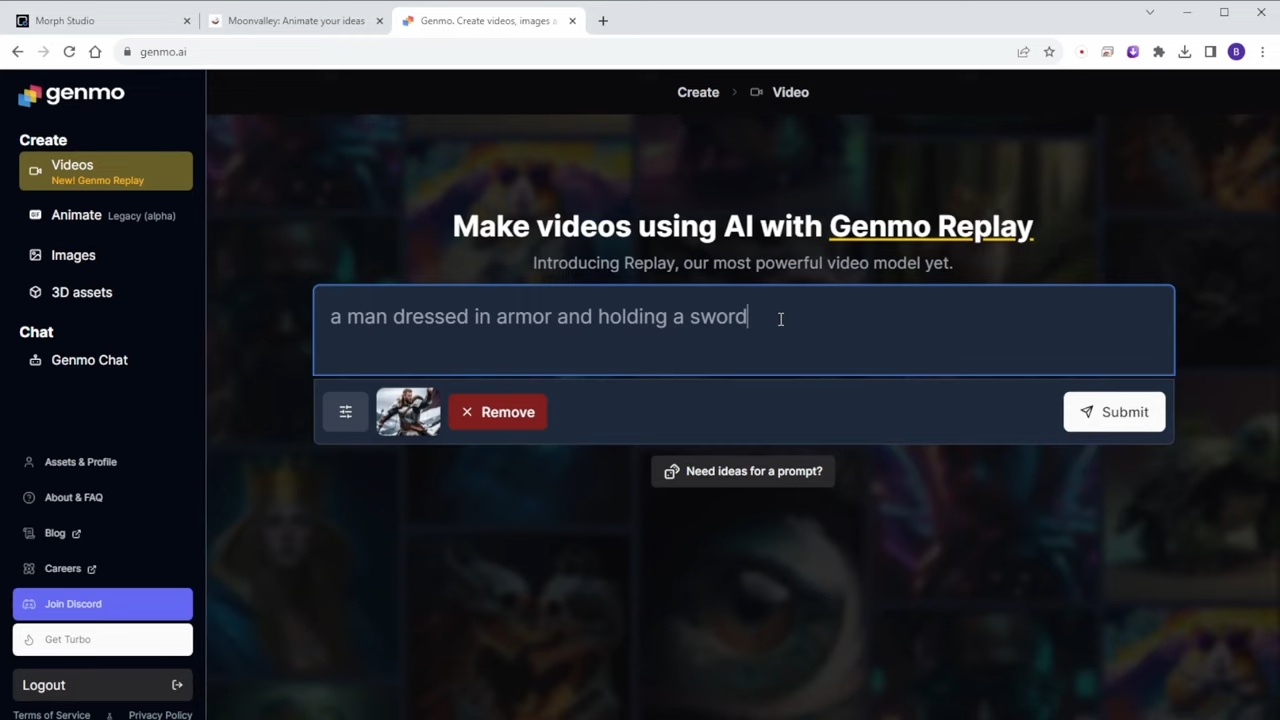 Morph Studio
Moonvalley: Animate your ideas
Genmo. Create videos, images a
genmo.ai
B
genmo
Create > Video
Create
Videos
New! Genmo Replay
GIF
Animate Legacy (alpha)
Images
3D assets
Chat
Genmo Chat
Make videos using AI with Genmo Replay
Introducing Replay, our most powerful video model yet.
a man dressed in armor and holding a sword
Remove
Submit
Need ideas for a prompt?
Assets & Profile
About & FAQ
Blog
Careers
Join Discord
Get Turbo
Logout
Terms of Service
Privacy Policy